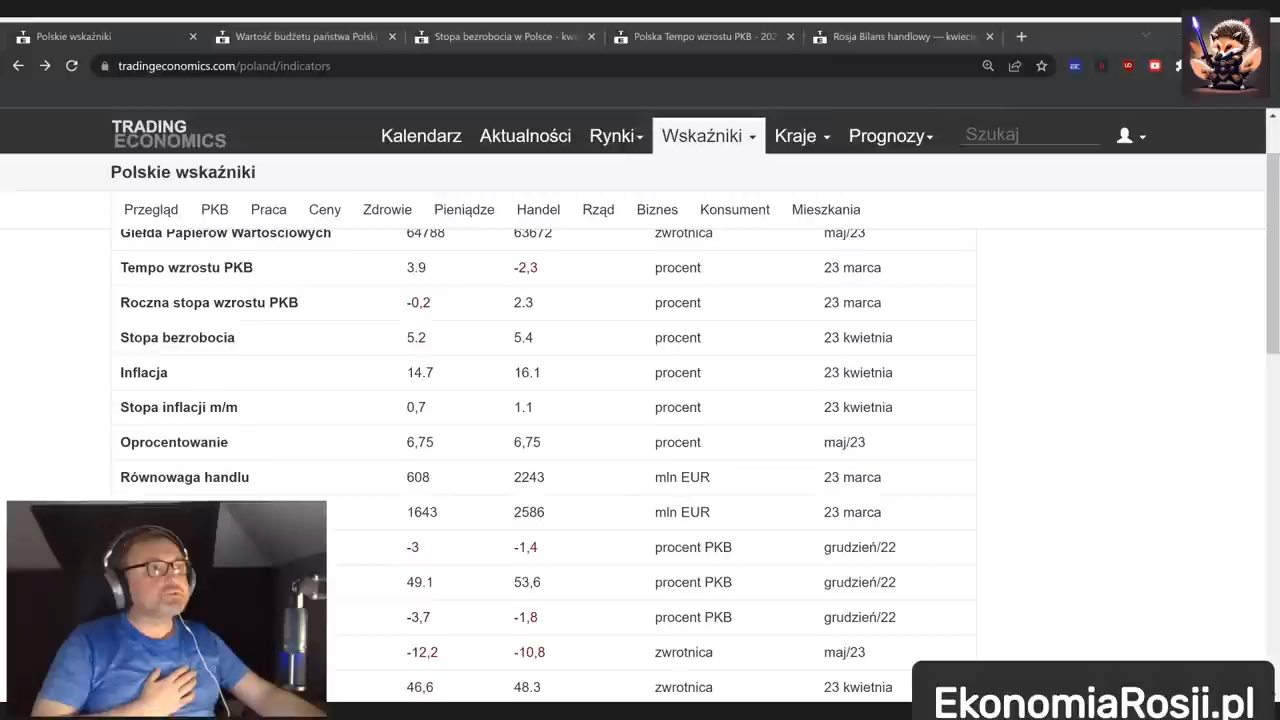 Polskie wskaźniki
Wartość budżetu państwa Polski
Stopa bezrobocia w Polsce - kwi
Polska Tempo wzrostu PKB - 202
Rosja Bilans handlowy — kwiecie
tradingeconomics.com/poland/indicators
TRADING
ECONOMICS
Kalendarz Aktualności Rynki Wskaźniki Kraje Prognozy Szukaj
Polskie wskaźniki
Przegląd PKB Praca Ceny Zdrowie Pieniądze Handel Rząd Biznes Konsument Mieszkania
Giełda Papierów Wartościowych 64788 63672 zwrotnica maj/23
Tempo wzrostu PKB 3.9 -2,3 procent 23 marca
Roczna stopa wzrostu PKB -0,2 2.3 procent 23 marca
Stopa bezrobocia 5.2 5.4 procent 23 kwietnia
Inflacja 14.7 16.1 procent 23 kwietnia
Stopa inflacji m/m 0,7 1.1 procent 23 kwietnia
Oprocentowanie 6,75 6,75 procent maj/23
Równowaga handlu 608 2243 mln EUR 23 marca
1643 2586 mln EUR 23 marca
-3 -1,4 procent PKB grudzień/22
49.1 53,6 procent PKB grudzień/22
-3,7 -1,8 procent PKB grudzień/22
-12,2 -10,8 zwrotnica maj/23
46,6 48.3 zwrotnica 23 kwietnia
EkonomiaRosji.pl